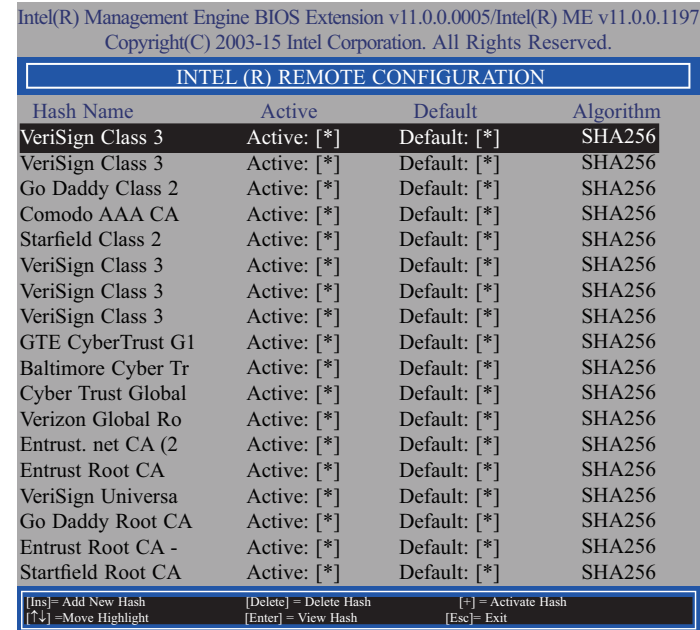 Intel(R) Management Engine BIOS Extension v11.0.0.0005/Intel(R) ME v11.0.0.1197
Copyright(C) 2003-15 Intel Corporation. All Rights Reserved.
INTEL (R) REMOTE CONFIGURATION
Hash Name Active Default Algorithm
VeriSign Class 3 Active: [*] Default: [*] SHA256
VeriSign Class 3 Active: [*] Default: [*] SHA256
Go Daddy Class 2 Active: [*] Default: [*] SHA256
Comodo AAA CA Active: [*] Default: [*] SHA256
Starfield Class 2 Active: [*] Default: [*] SHA256
VeriSign Class 3 Active: [*] Default: [*] SHA256
VeriSign Class 3 Active: [*] Default: [*] SHA256
VeriSign Class 3 Active: [*] Default: [*] SHA256
GTE CyberTrust G1 Active: [*] Default: [*] SHA256
Baltimore Cyber Tr Active: [*] Default: [*] SHA256
Cyber Trust Global Active: [*] Default: [*] SHA256
Verizon Global Ro Active: [*] Default: [*] SHA256
Entrust. net CA (2 Active: [*] Default: [*] SHA256
Entrust Root CA Active: [*] Default: [*] SHA256
VeriSign Universa Active: [*] Default: [*] SHA256
Go Daddy Root CA Active: [*] Default: [*] SHA256
Entrust Root CA - Active: [*] Default: [*] SHA256
Startfield Root CA Active: [*] Default: [*] SHA256
[Ins]= Add New Hash [Delete] = Delete Hash [+] = Activate Hash
[↑↓] =Move Highlight [Enter] = View Hash [Esc]= Exit